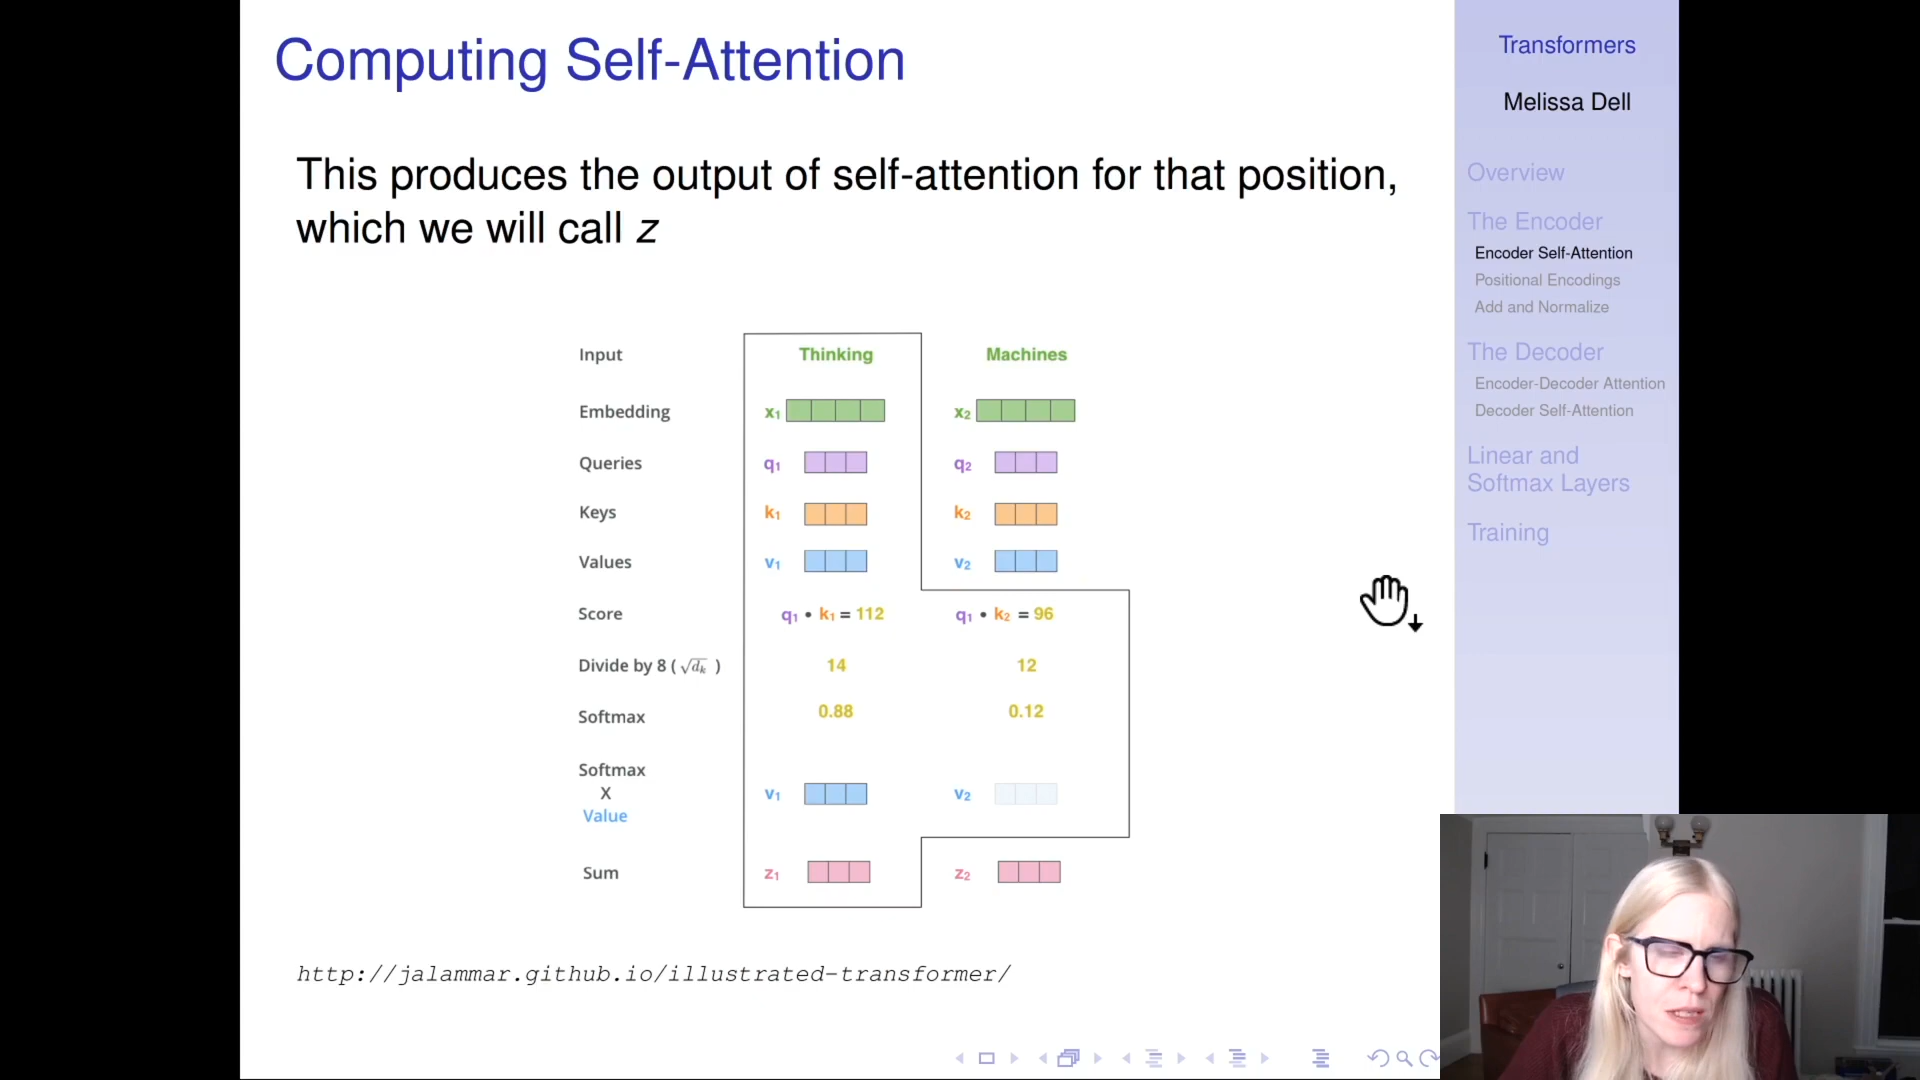 Computing Self-Attention
This produces the output of self-attention for that position,
which we will call z
Input Thinking Machines
Embedding x₁ x₂
Queries q₁ q₂
Keys k₁ k₂
Values v₁ v₂
Score q₁ • k₁ = 112 q₁ • k₂ = 96
Divide by 8 ( √dₖ ) 14 12
Softmax 0.88 0.12
Softmax
X
Value
v₁ v₂
Sum z₁ z₂
http://jalammar.github.io/illustrated-transformer/
Transformers
Melissa Dell
Overview
The Encoder
Encoder Self-Attention
Positional Encodings
Add and Normalize
The Decoder
Encoder-Decoder Attention
Decoder Self-Attention
Linear and
Softmax Layers
Training